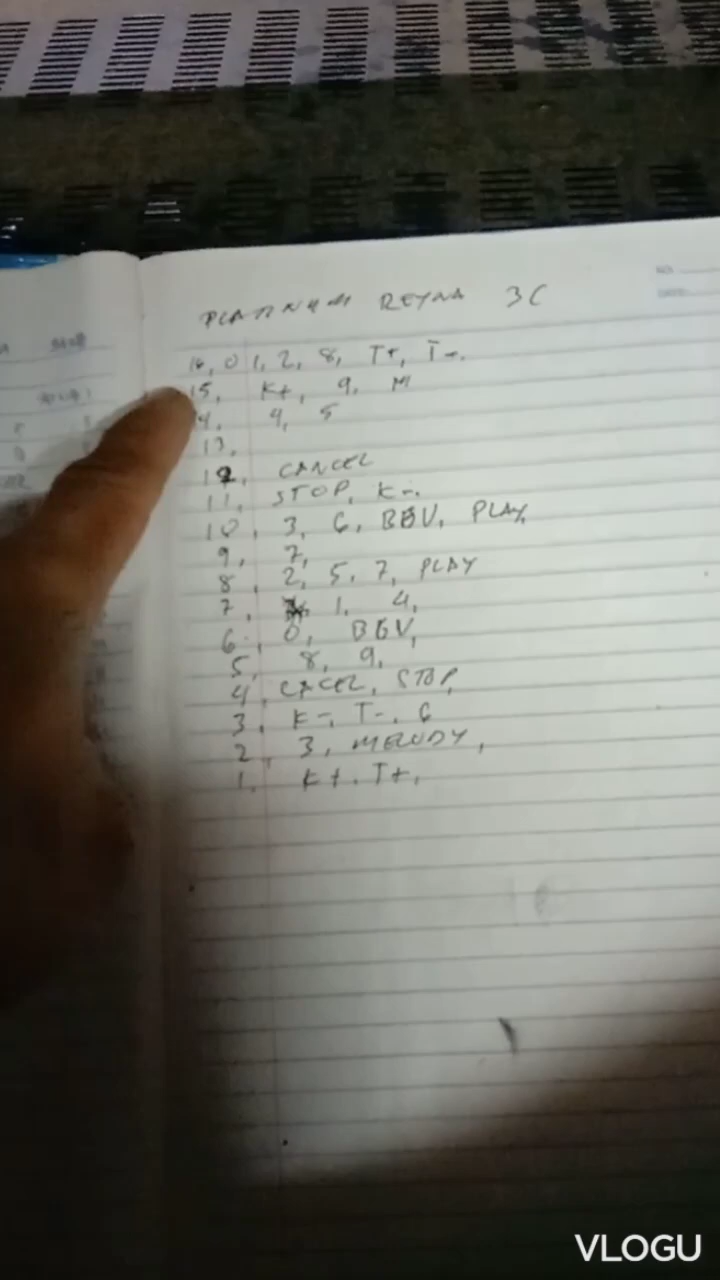 PLATINUM REYNA 3C
16, 0 1, 2, 8, T+, T-.
15, K+, 9, M
4, 4, 5
13,
12, CANCEL
11, STOP, K-.
10, 3, 6, BGV, PLAY,
9, 7,
8, 2, 5, 7, PLAY
7, 1, 4,
6, 0, BGV,
5, 8, 9,
4, CACEL, STOP,
3, K-, T-, 6
2, 3, MELODY,
1, K+, T+,
VLOGU